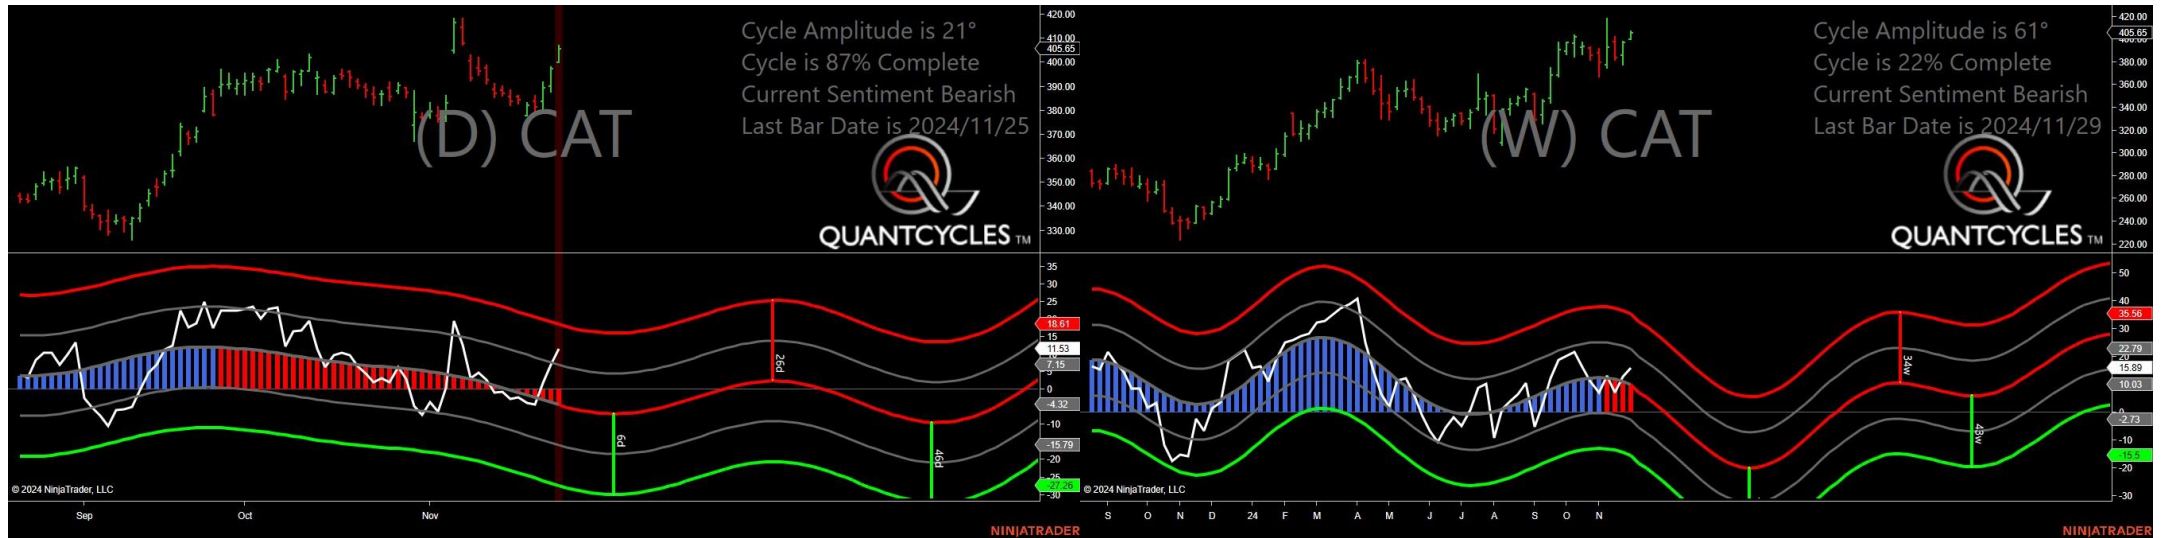 Cycle Amplitude is 21°
Cycle is 87% Complete
Current Sentiment Bearish
Last Bar Date is 2024/11/25
(D) CAT
QUANTCYCLES TM
420.00
410.00
405.65
400.00
390.00
380.00
370.00
360.00
350.00
340.00
330.00
35
30
25
18.61
15
11.53
7.15
5
0
-4.32
-10
-15.79
-20
-27.26
-30
26d
6d
46d
© 2024 NinjaTrader, LLC
Sep Oct Nov
NINJATRADER
Cycle Amplitude is 61°
Cycle is 22% Complete
Current Sentiment Bearish
Last Bar Date is 2024/11/29
(W) CAT
QUANTCYCLES TM
420.00
405.65
380.00
360.00
340.00
320.00
300.00
280.00
260.00
240.00
220.00
50
40
35.56
30
22.79
15.89
10.03
0
-2.73
-10
-15.5
-20
-30
34w
43w
© 2024 NinjaTrader, LLC
S O N D 24 F M A M J J A S O N
NINJATRADER